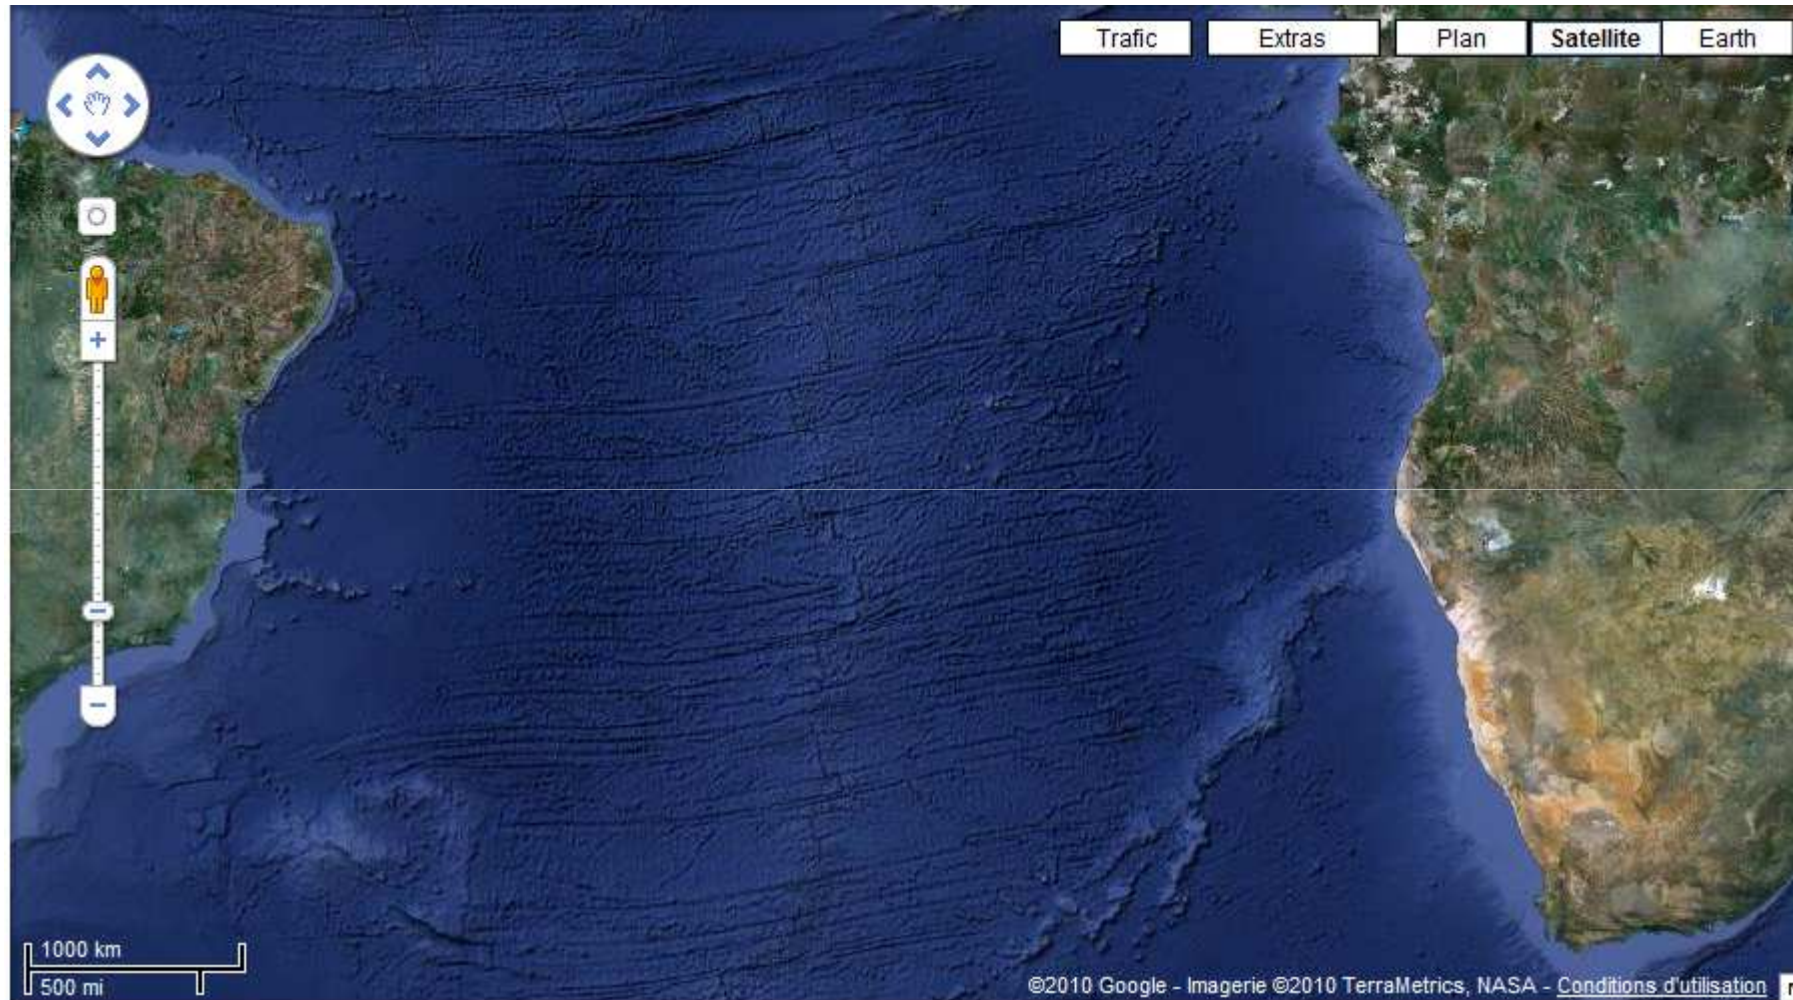 Trafic Extras Plan Satellite Earth
1000 km
500 mi
©2010 Google - Imagerie ©2010 TerraMetrics, NASA - Conditions d'utilisation